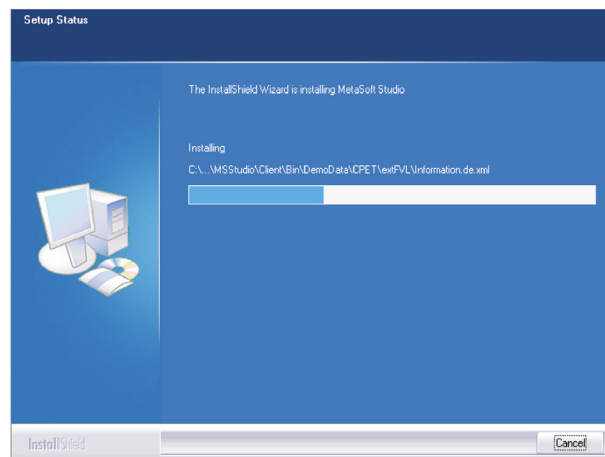 Setup Status
The InstallShield Wizard is installing MetaSoft Studio
Installing
C:\...\MSStudio\Client\Bin\DemoData\CPET\extFVL\Information.de.xml
InstallShield
Cancel